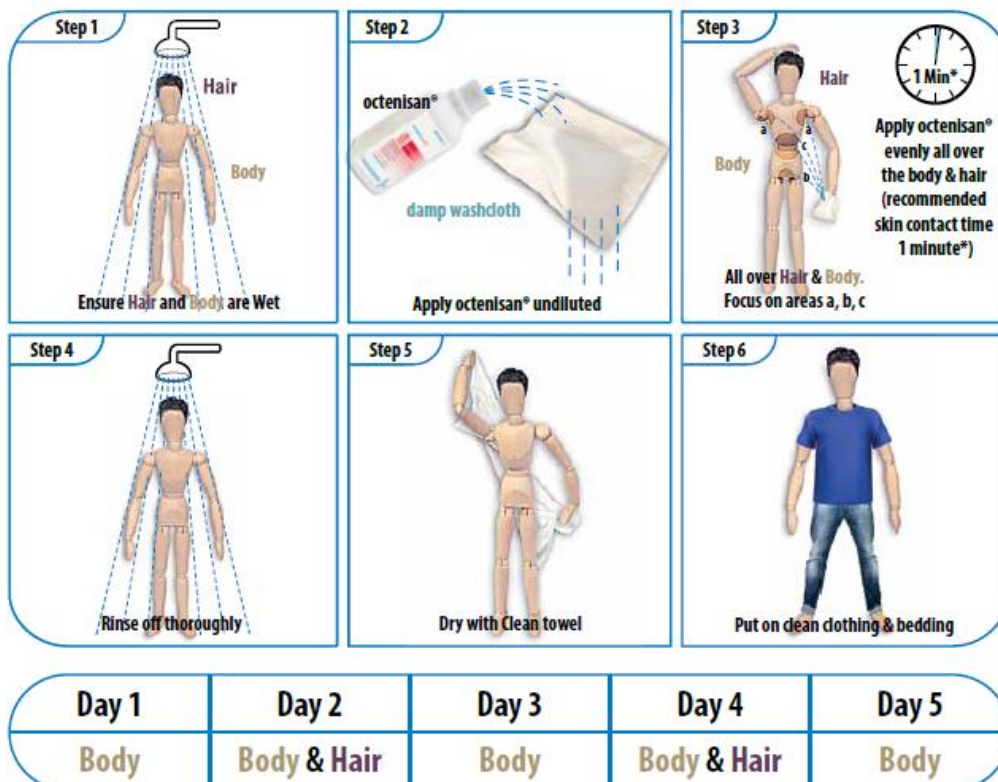 Step 1
Hair
Body
Ensure Hair and Body are Wet
Step 2
octenisan®
damp washcloth
Apply octenisan® undiluted
Step 3
Hair
1 Min*
a
a
c
b
Body
Apply octenisan®
evenly all over
the body & hair
(recommended
skin contact time
1 minute*)
All over Hair & Body.
Focus on areas a, b, c
Step 4
Rinse off thoroughly
Step 5
Dry with Clean towel
Step 6
Put on clean clothing & bedding
Day 1
Day 2
Day 3
Day 4
Day 5
Body
Body & Hair
Body
Body & Hair
Body